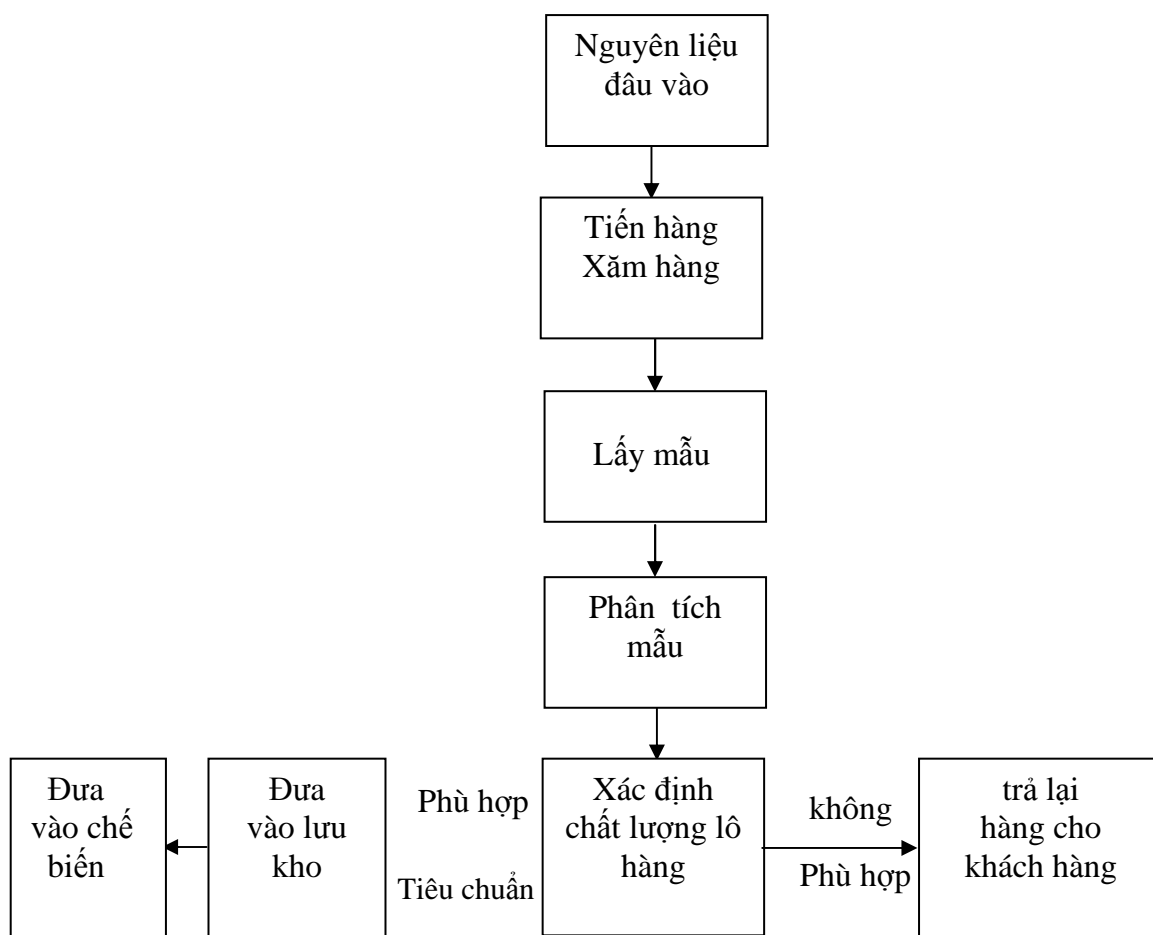 Nguyên liệu
đâu vào
Tiến hàng
Xăm hàng
Lấy mẫu
Phân tích
mẫu
Đưa
vào chế
biến
Đưa
vào lưu
kho
Phù hợp
Tiêu chuẩn
Xác định
chất lượng lô
hàng
không
Phù hợp
trả lại
hàng cho
khách hàng